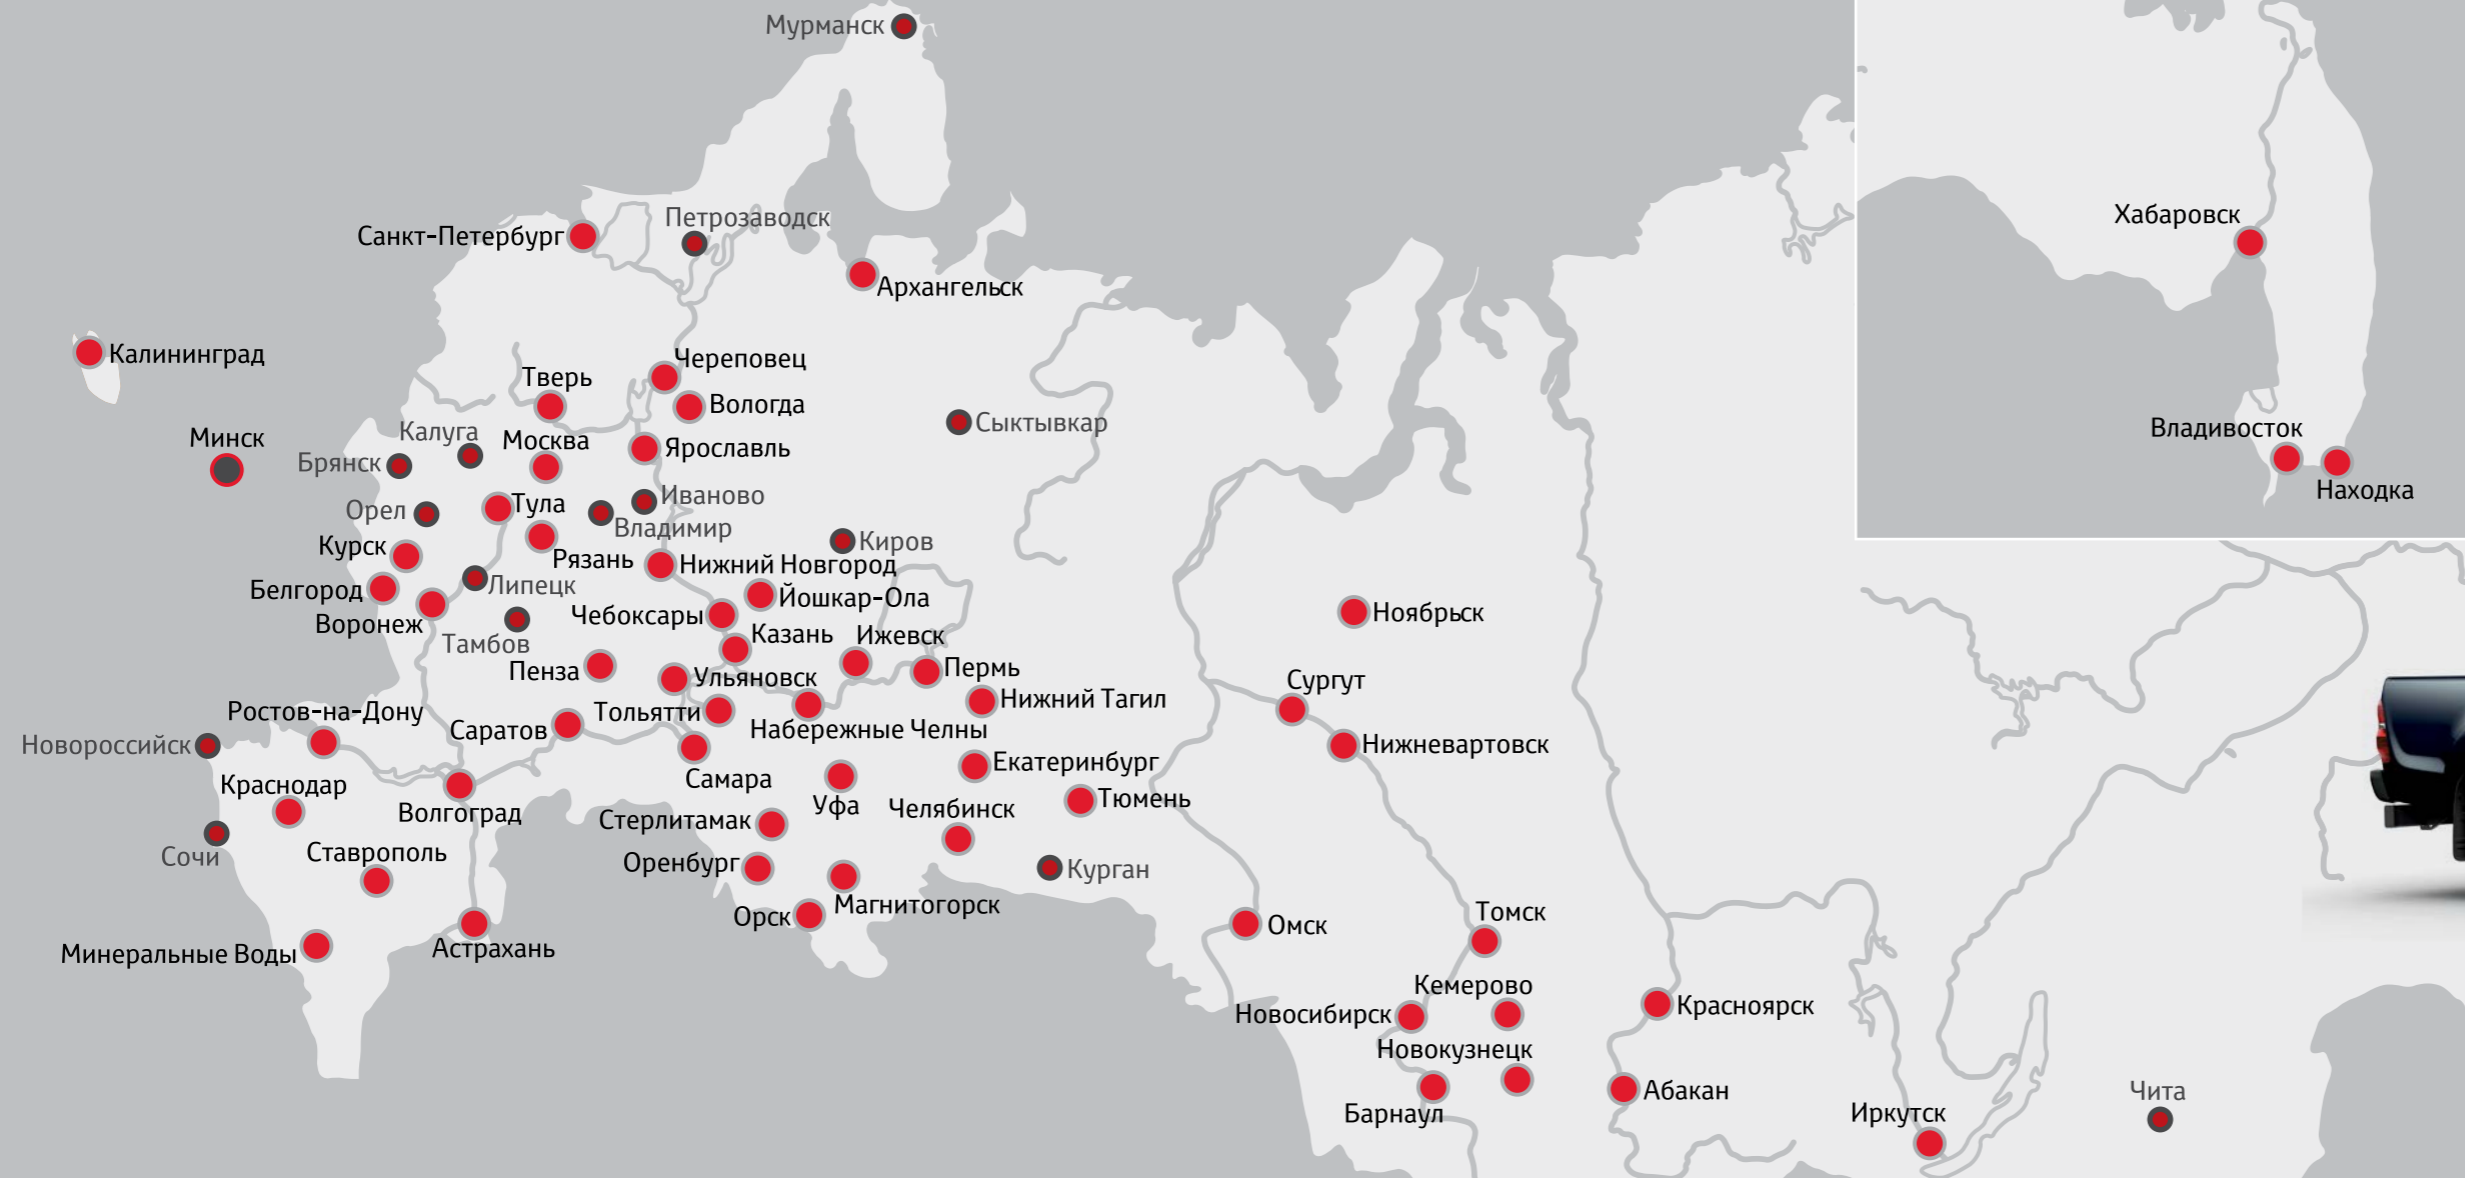 Мурманск
Хабаровск
Петрозаводск
Санкт-Петербург
Архангельск
Калининград
Череповец
Тверь
Вологда
Сыктывкар
Владивосток
Калуга
Минск
Москва
Ярославль
Брянск
Находка
Иваново
Тула
Орел
Владимир
Киров
Курск
Рязань
Нижний Новгород
Липецк
Белгород
Йошкар-Ола
Ноябрьск
Чебоксары
Воронеж
Казань
Ижевск
Тамбов
Пенза
Пермь
Ульяновск
Сургут
Нижний Тагил
Ростов-на-Дону
Тольятти
Саратов
Набережные Челны
Новороссийск
Нижневартовск
Екатеринбург
Самара
Краснодар
Тюмень
Уфа
Челябинск
Волгоград
Стерлитамак
Ставрополь
Сочи
Оренбург
Курган
Магнитогорск
Томск
Орск
Омск
Астрахань
Минеральные Воды
Кемерово
Красноярск
Новосибирск
Новокузнецк
Абакан
Чита
Барнаул
Иркутск